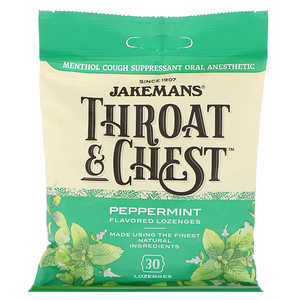 MENTHOL COUGH SUPPRESSANT ORAL ANESTHETIC
SINCE 1907
JAKEMANS®
THROAT
& CHEST™
PEPPERMINT
FLAVORED LOZENGES
MADE USING THE FINEST
NATURAL
INGREDIENTS
30
LOZENGES